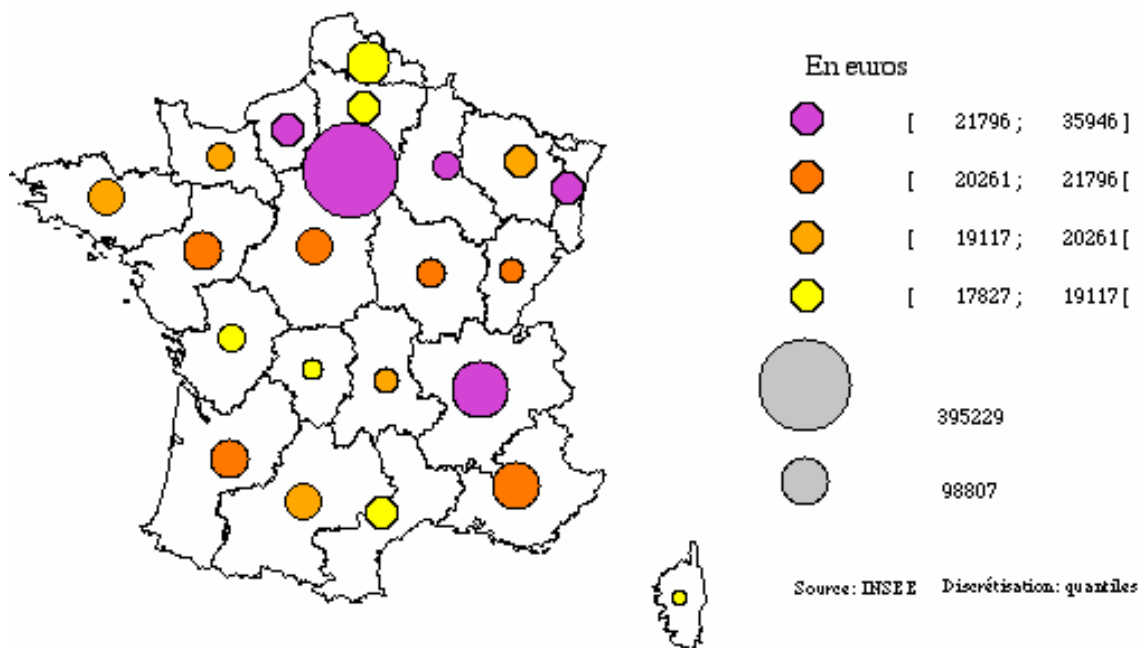 En euros
[ 21796 ; 35946 ]
[ 20261 ; 21796 [
[ 19117 ; 20261 [
[ 17827 ; 19117 [
395229
98807
Source: INSEE Discrétisation: quantiles